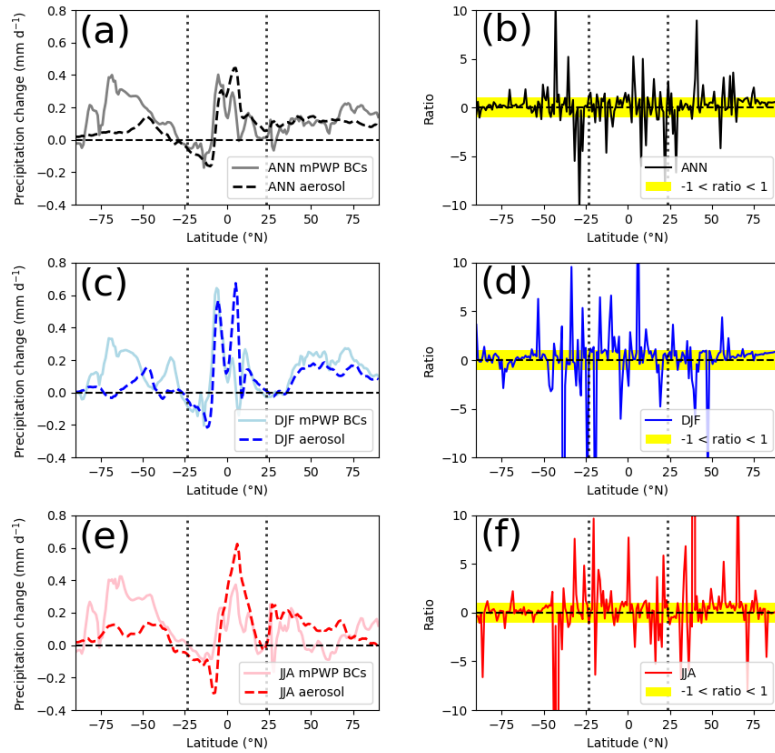 (a)
Precipitation change (mm d⁻¹)
0.8
0.6
0.4
0.2
0.0
−0.2
−0.4
ANN mPWP BCs
ANN aerosol
−75 −50 −25 0 25 50 75
Latitude (°N)
(b)
Ratio
10
5
0
−5
−10
ANN
-1 < ratio < 1
−75 −50 −25 0 25 50 75
Latitude (°N)
(c)
Precipitation change (mm d⁻¹)
0.8
0.6
0.4
0.2
0.0
−0.2
−0.4
DJF mPWP BCs
DJF aerosol
−75 −50 −25 0 25 50 75
Latitude (°N)
(d)
Ratio
10
5
0
−5
−10
DJF
-1 < ratio < 1
−75 −50 −25 0 25 50 75
Latitude (°N)
(e)
Precipitation change (mm d⁻¹)
0.8
0.6
0.4
0.2
0.0
−0.2
−0.4
JJA mPWP BCs
JJA aerosol
−75 −50 −25 0 25 50 75
Latitude (°N)
(f)
Ratio
10
5
0
−5
−10
JJA
-1 < ratio < 1
−75 −50 −25 0 25 50 75
Latitude (°N)